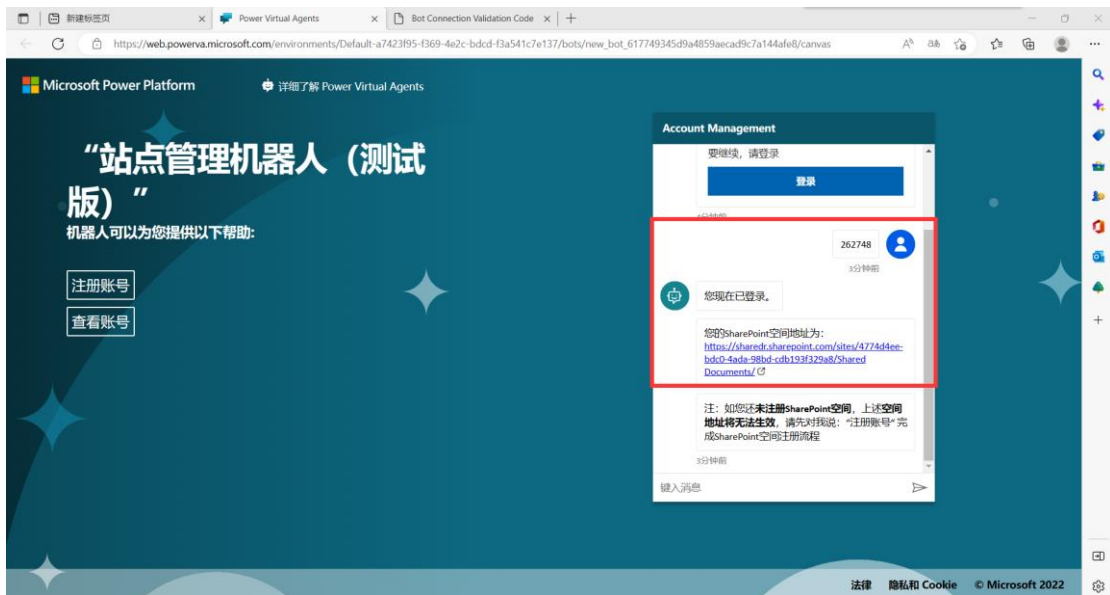 新建标签页
Power Virtual Agents
Bot Connection Validation Code
https://web.powerva.microsoft.com/environments/Default-a7423f95-f369-4e2c-bdcd-f3a541c7e137/bots/new_bot_617749345d9a4859aecad9c7a144afe8/canvas
Microsoft Power Platform
详细了解 Power Virtual Agents
“站点管理机器人（测试
版）”
机器人可以为您提供以下帮助:
注册账号
查看账号
Account Management
要继续，请登录
登录
262748
3分钟前
您现在已登录。
您的SharePoint空间地址为:
https://sharedr.sharepoint.com/sites/4774d4ee-
bdc0-4ada-98bd-cdb193f329a8/Shared
Documents/
注：如您还未注册SharePoint空间，上述空间
地址将无法生效，请先对我说：“注册账号” 完
成SharePoint空间注册流程
3分钟前
键入消息
法律 隐私和 Cookie © Microsoft 2022